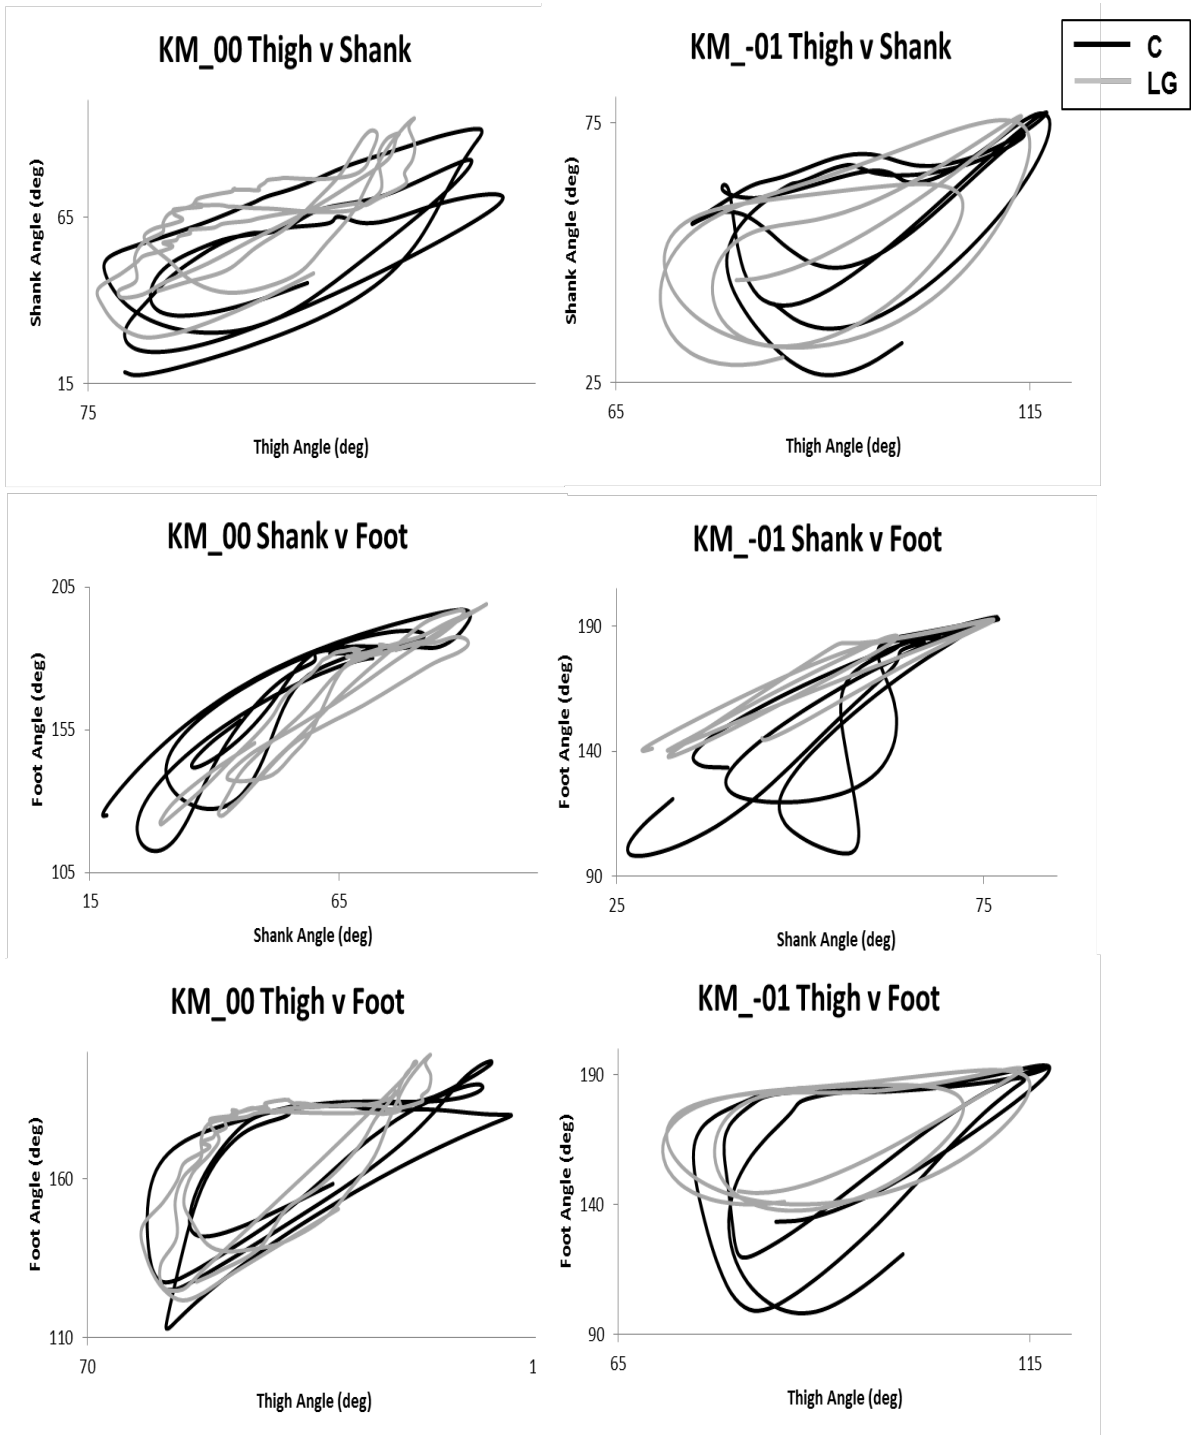 KM_00 Thigh v Shank
Shank Angle (deg)
65
15
75
Thigh Angle (deg)
KM_-01 Thigh v Shank
C
LG
Shank Angle (deg)
75
25
65
115
Thigh Angle (deg)
KM_00 Shank v Foot
Foot Angle (deg)
205
155
105
15
65
Shank Angle (deg)
KM_-01 Shank v Foot
Foot Angle (deg)
190
140
90
25
75
Shank Angle (deg)
KM_00 Thigh v Foot
Foot Angle (deg)
160
110
70
1
Thigh Angle (deg)
KM_-01 Thigh v Foot
Foot Angle (deg)
190
140
90
65
115
Thigh Angle (deg)